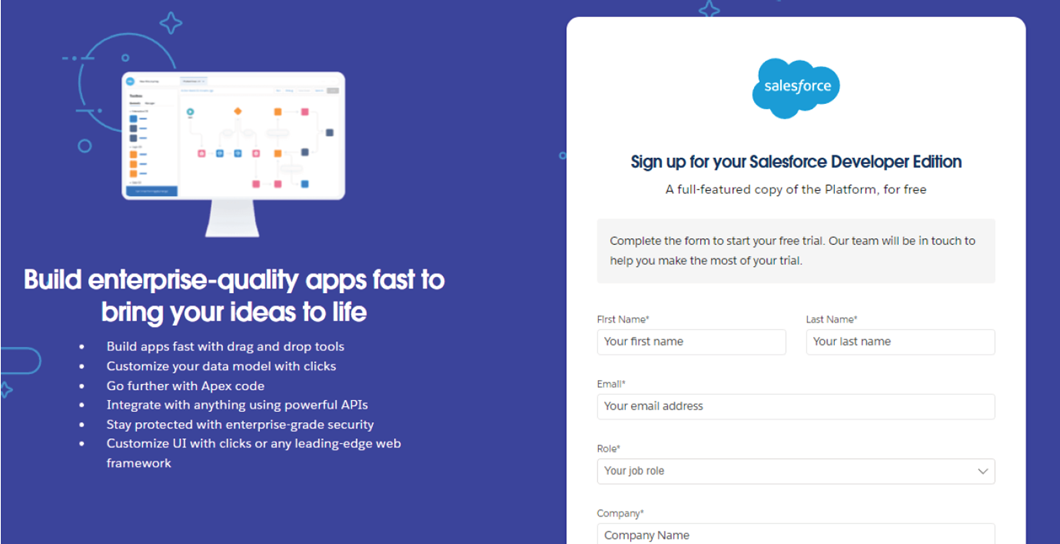 Build enterprise-quality apps fast to
bring your ideas to life
• Build apps fast with drag and drop tools
• Customize your data model with clicks
• Go further with Apex code
• Integrate with anything using powerful APIs
• Stay protected with enterprise-grade security
• Customize UI with clicks or any leading-edge web
framework
salesforce
Sign up for your Salesforce Developer Edition
A full-featured copy of the Platform, for free
Complete the form to start your free trial. Our team will be in touch to
help you make the most of your trial.
First Name* Last Name*
Your first name Your last name
Email*
Your email address
Role*
Your job role
Company*
Company Name